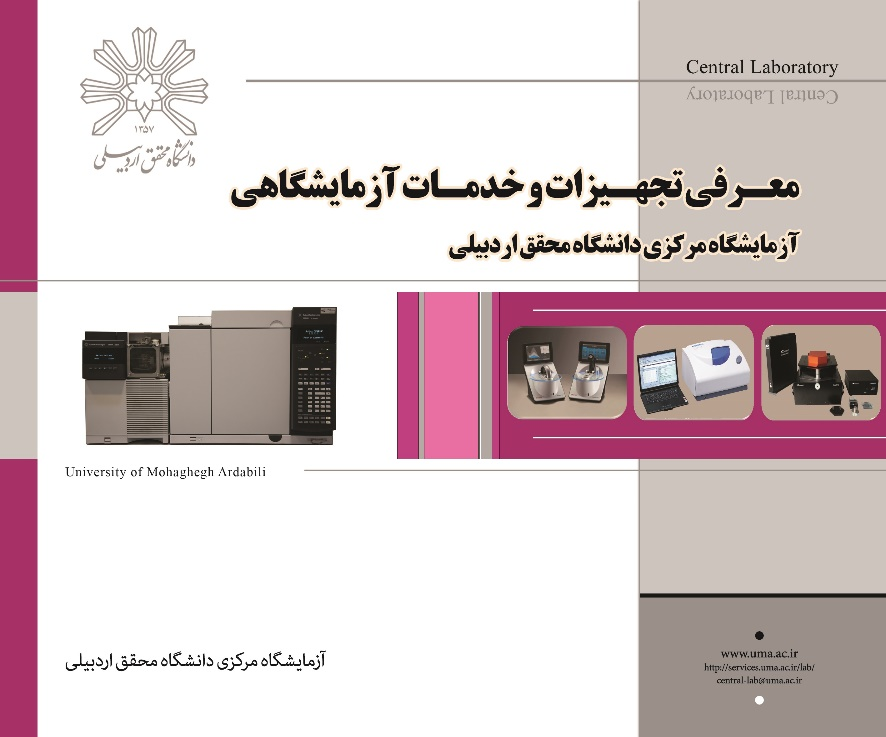 Central Laboratory
Central Laboratory
۱۳۵۷
دانشگاه محقق اردبیلی
معرفی تجهیزات و خدمات آزمایشگاهی
آزمایشگاه مرکزی دانشگاه محقق اردبیلی
University of Mohaghegh Ardabili
آزمایشگاه مرکزی دانشگاه محقق اردبیلی
www.uma.ac.ir
http://services.uma.ac.ir/lab/
central-lab@uma.ac.ir